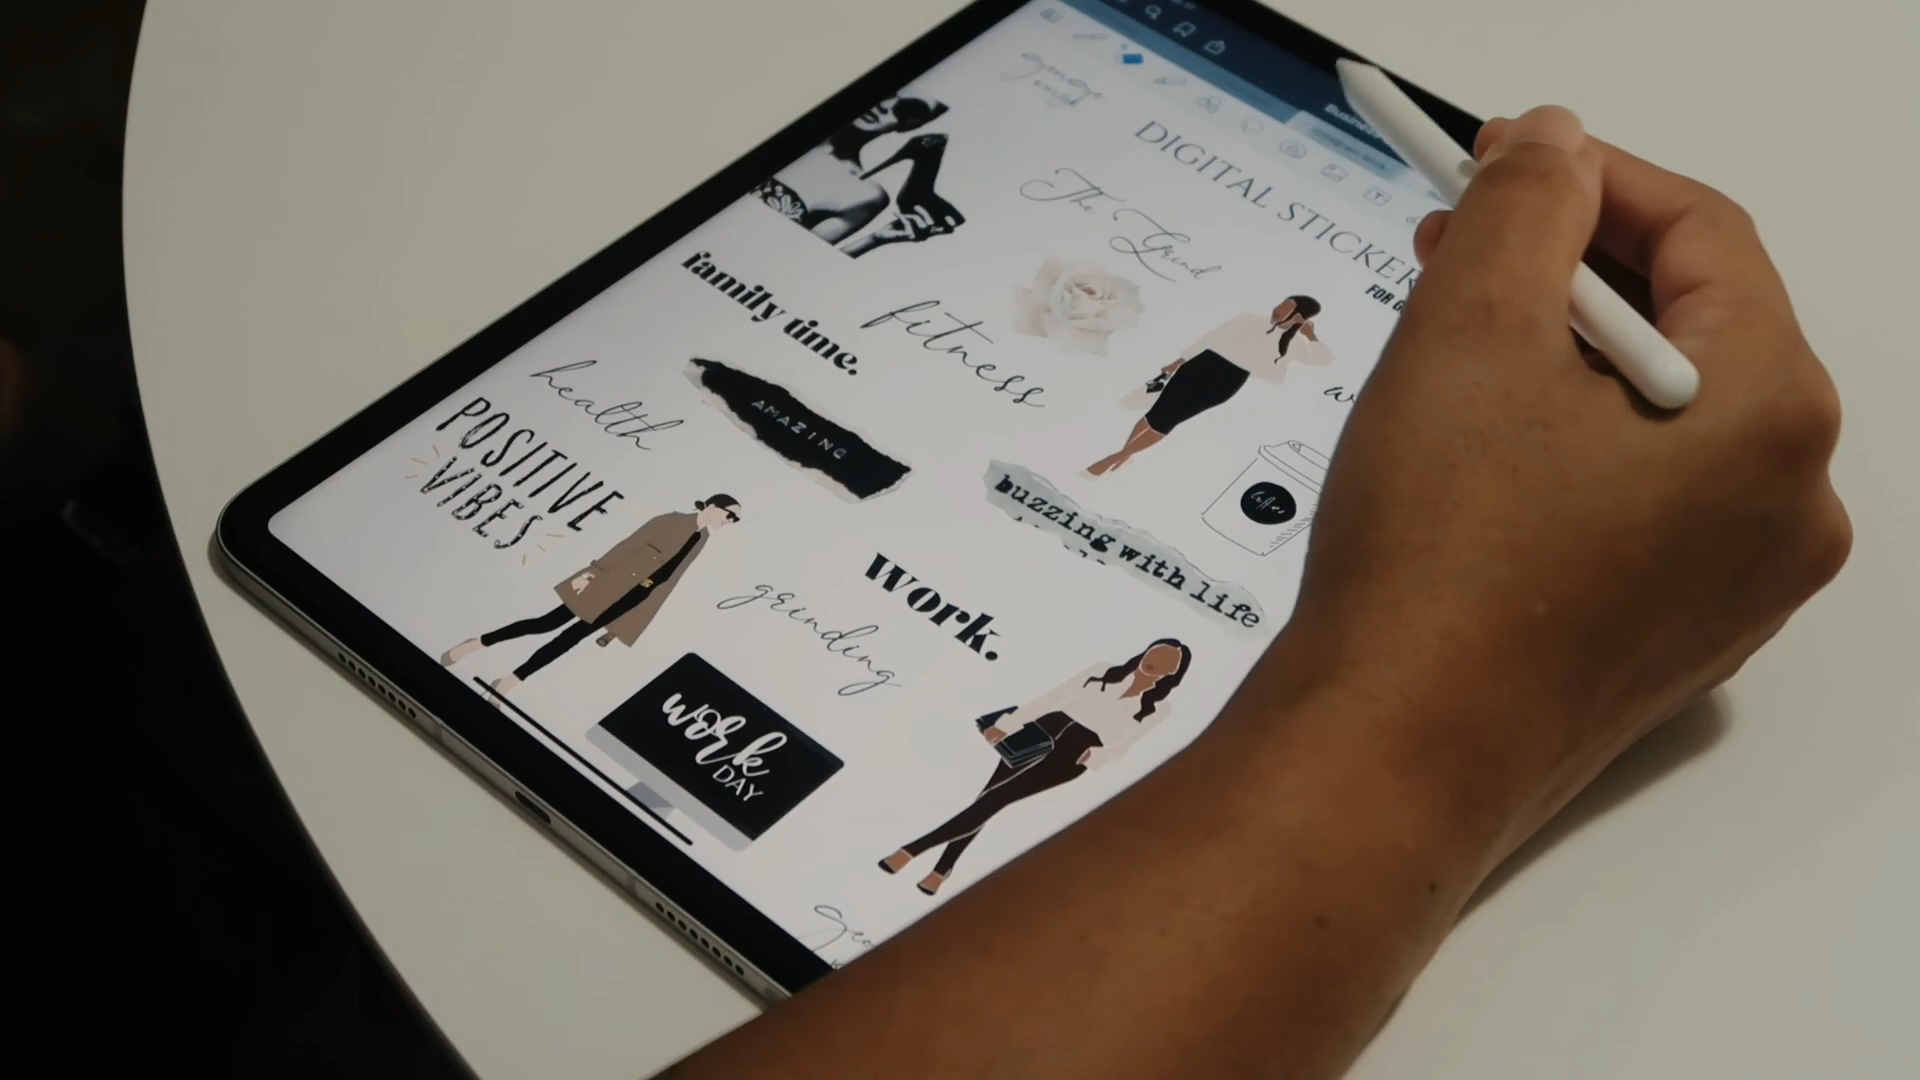 DIGITAL STICKER
FOR G
The Grind
family time.
fitness
health
AMAZING
POSITIVE
VIBES
buzzing with life
Coffee
work.
grinding
work
DAY